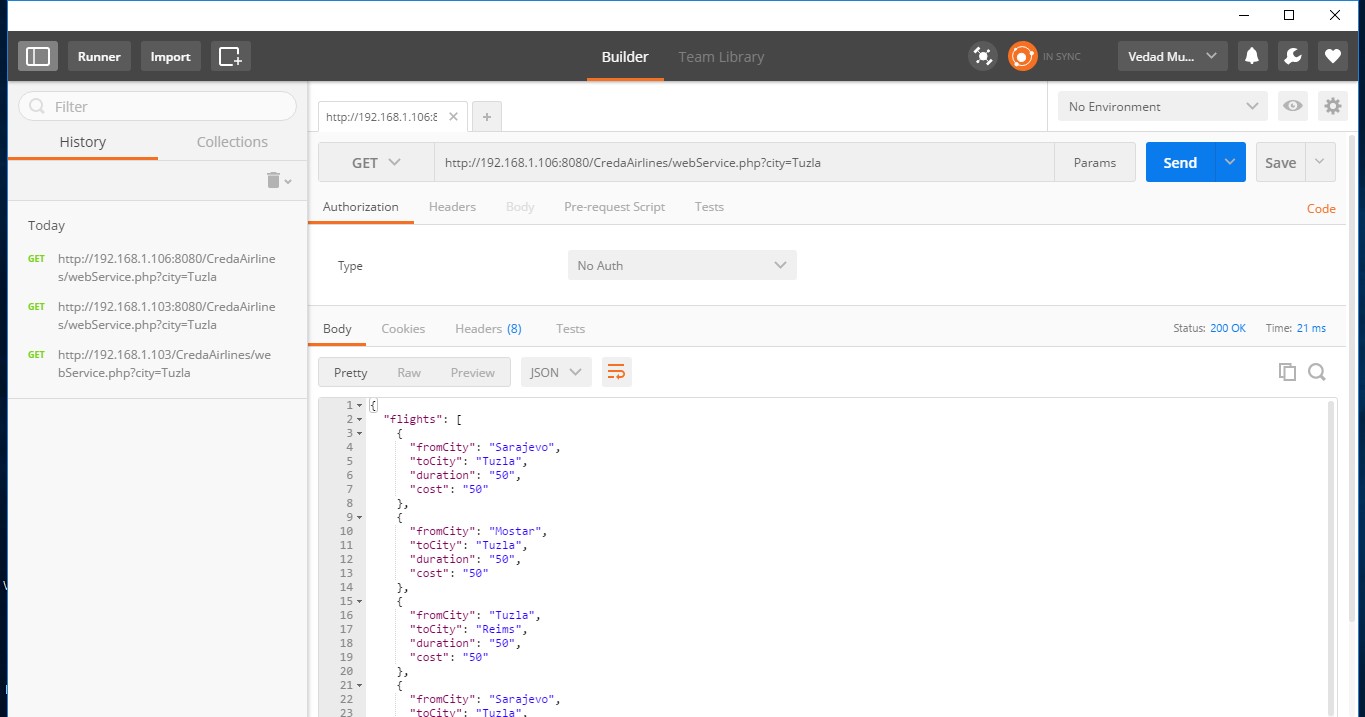 Runner
Import
Builder
Team Library
IN SYNC
Vedad Mu...
Filter
History
Collections
Today
GET http://192.168.1.106:8080/CredaAirline
s/webService.php?city=Tuzla
GET http://192.168.1.103:8080/CredaAirline
s/webService.php?city=Tuzla
GET http://192.168.1.103/CredaAirlines/we
bService.php?city=Tuzla
http://192.168.1.106:8
No Environment
GET
http://192.168.1.106:8080/CredaAirlines/webService.php?city=Tuzla
Params
Send
Save
Authorization
Headers
Body
Pre-request Script
Tests
Code
Type
No Auth
Body
Cookies
Headers (8)
Tests
Status: 200 OK
Time: 21 ms
Pretty
Raw
Preview
JSON
1 {
2 "flights": [
3 {
4 "fromCity": "Sarajevo",
5 "toCity": "Tuzla",
6 "duration": "50",
7 "cost": "50"
8 },
9 {
10 "fromCity": "Mostar",
11 "toCity": "Tuzla",
12 "duration": "50",
13 "cost": "50"
14 },
15 {
16 "fromCity": "Tuzla",
17 "toCity": "Reims",
18 "duration": "50",
19 "cost": "50"
20 },
21 {
22 "fromCity": "Sarajevo",
23 "toCity": "Tuzla",